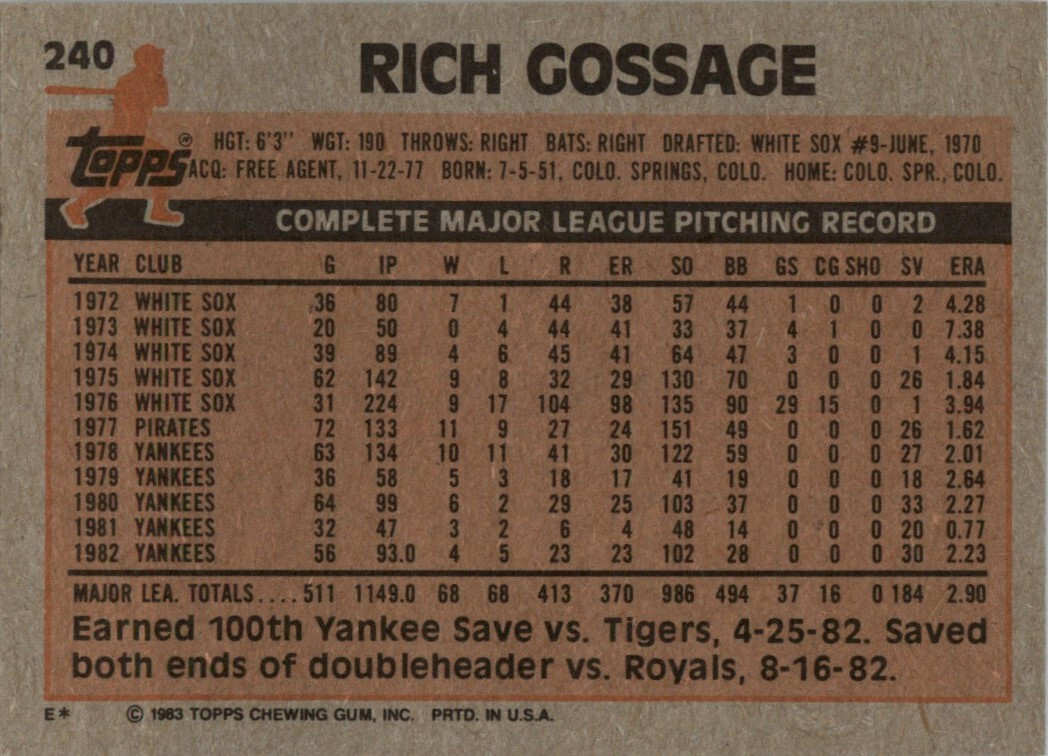 240 RICH GOSSAGE
Topps® HGT: 6'3'' WGT: 190 THROWS: RIGHT BATS: RIGHT DRAFTED: WHITE SOX #9-JUNE, 1970
ACQ: FREE AGENT, 11-22-77 BORN: 7-5-51, COLO. SPRINGS, COLO. HOME: COLO. SPR., COLO.
COMPLETE MAJOR LEAGUE PITCHING RECORD
YEAR CLUB G IP W L R ER SO BB GS CG SHO SV ERA
1972 WHITE SOX 36 80 7 1 44 38 57 44 1 0 0 2 4.28
1973 WHITE SOX 20 50 0 4 44 41 33 37 4 1 0 0 7.38
1974 WHITE SOX 39 89 4 6 45 41 64 47 3 0 0 1 4.15
1975 WHITE SOX 62 142 9 8 32 29 130 70 0 0 0 26 1.84
1976 WHITE SOX 31 224 9 17 104 98 135 90 29 15 0 1 3.94
1977 PIRATES 72 133 11 9 27 24 151 49 0 0 0 26 1.62
1978 YANKEES 63 134 10 11 41 30 122 59 0 0 0 27 2.01
1979 YANKEES 36 58 5 3 18 17 41 19 0 0 0 18 2.64
1980 YANKEES 64 99 6 2 29 25 103 37 0 0 0 33 2.27
1981 YANKEES 32 47 3 2 6 4 48 14 0 0 0 20 0.77
1982 YANKEES 56 93.0 4 5 23 23 102 28 0 0 0 30 2.23
MAJOR LEA. TOTALS....511 1149.0 68 68 413 370 986 494 37 16 0 184 2.90
Earned 100th Yankee Save vs. Tigers, 4-25-82. Saved
both ends of doubleheader vs. Royals, 8-16-82.
E* © 1983 TOPPS CHEWING GUM, INC. PRTD. IN U.S.A.